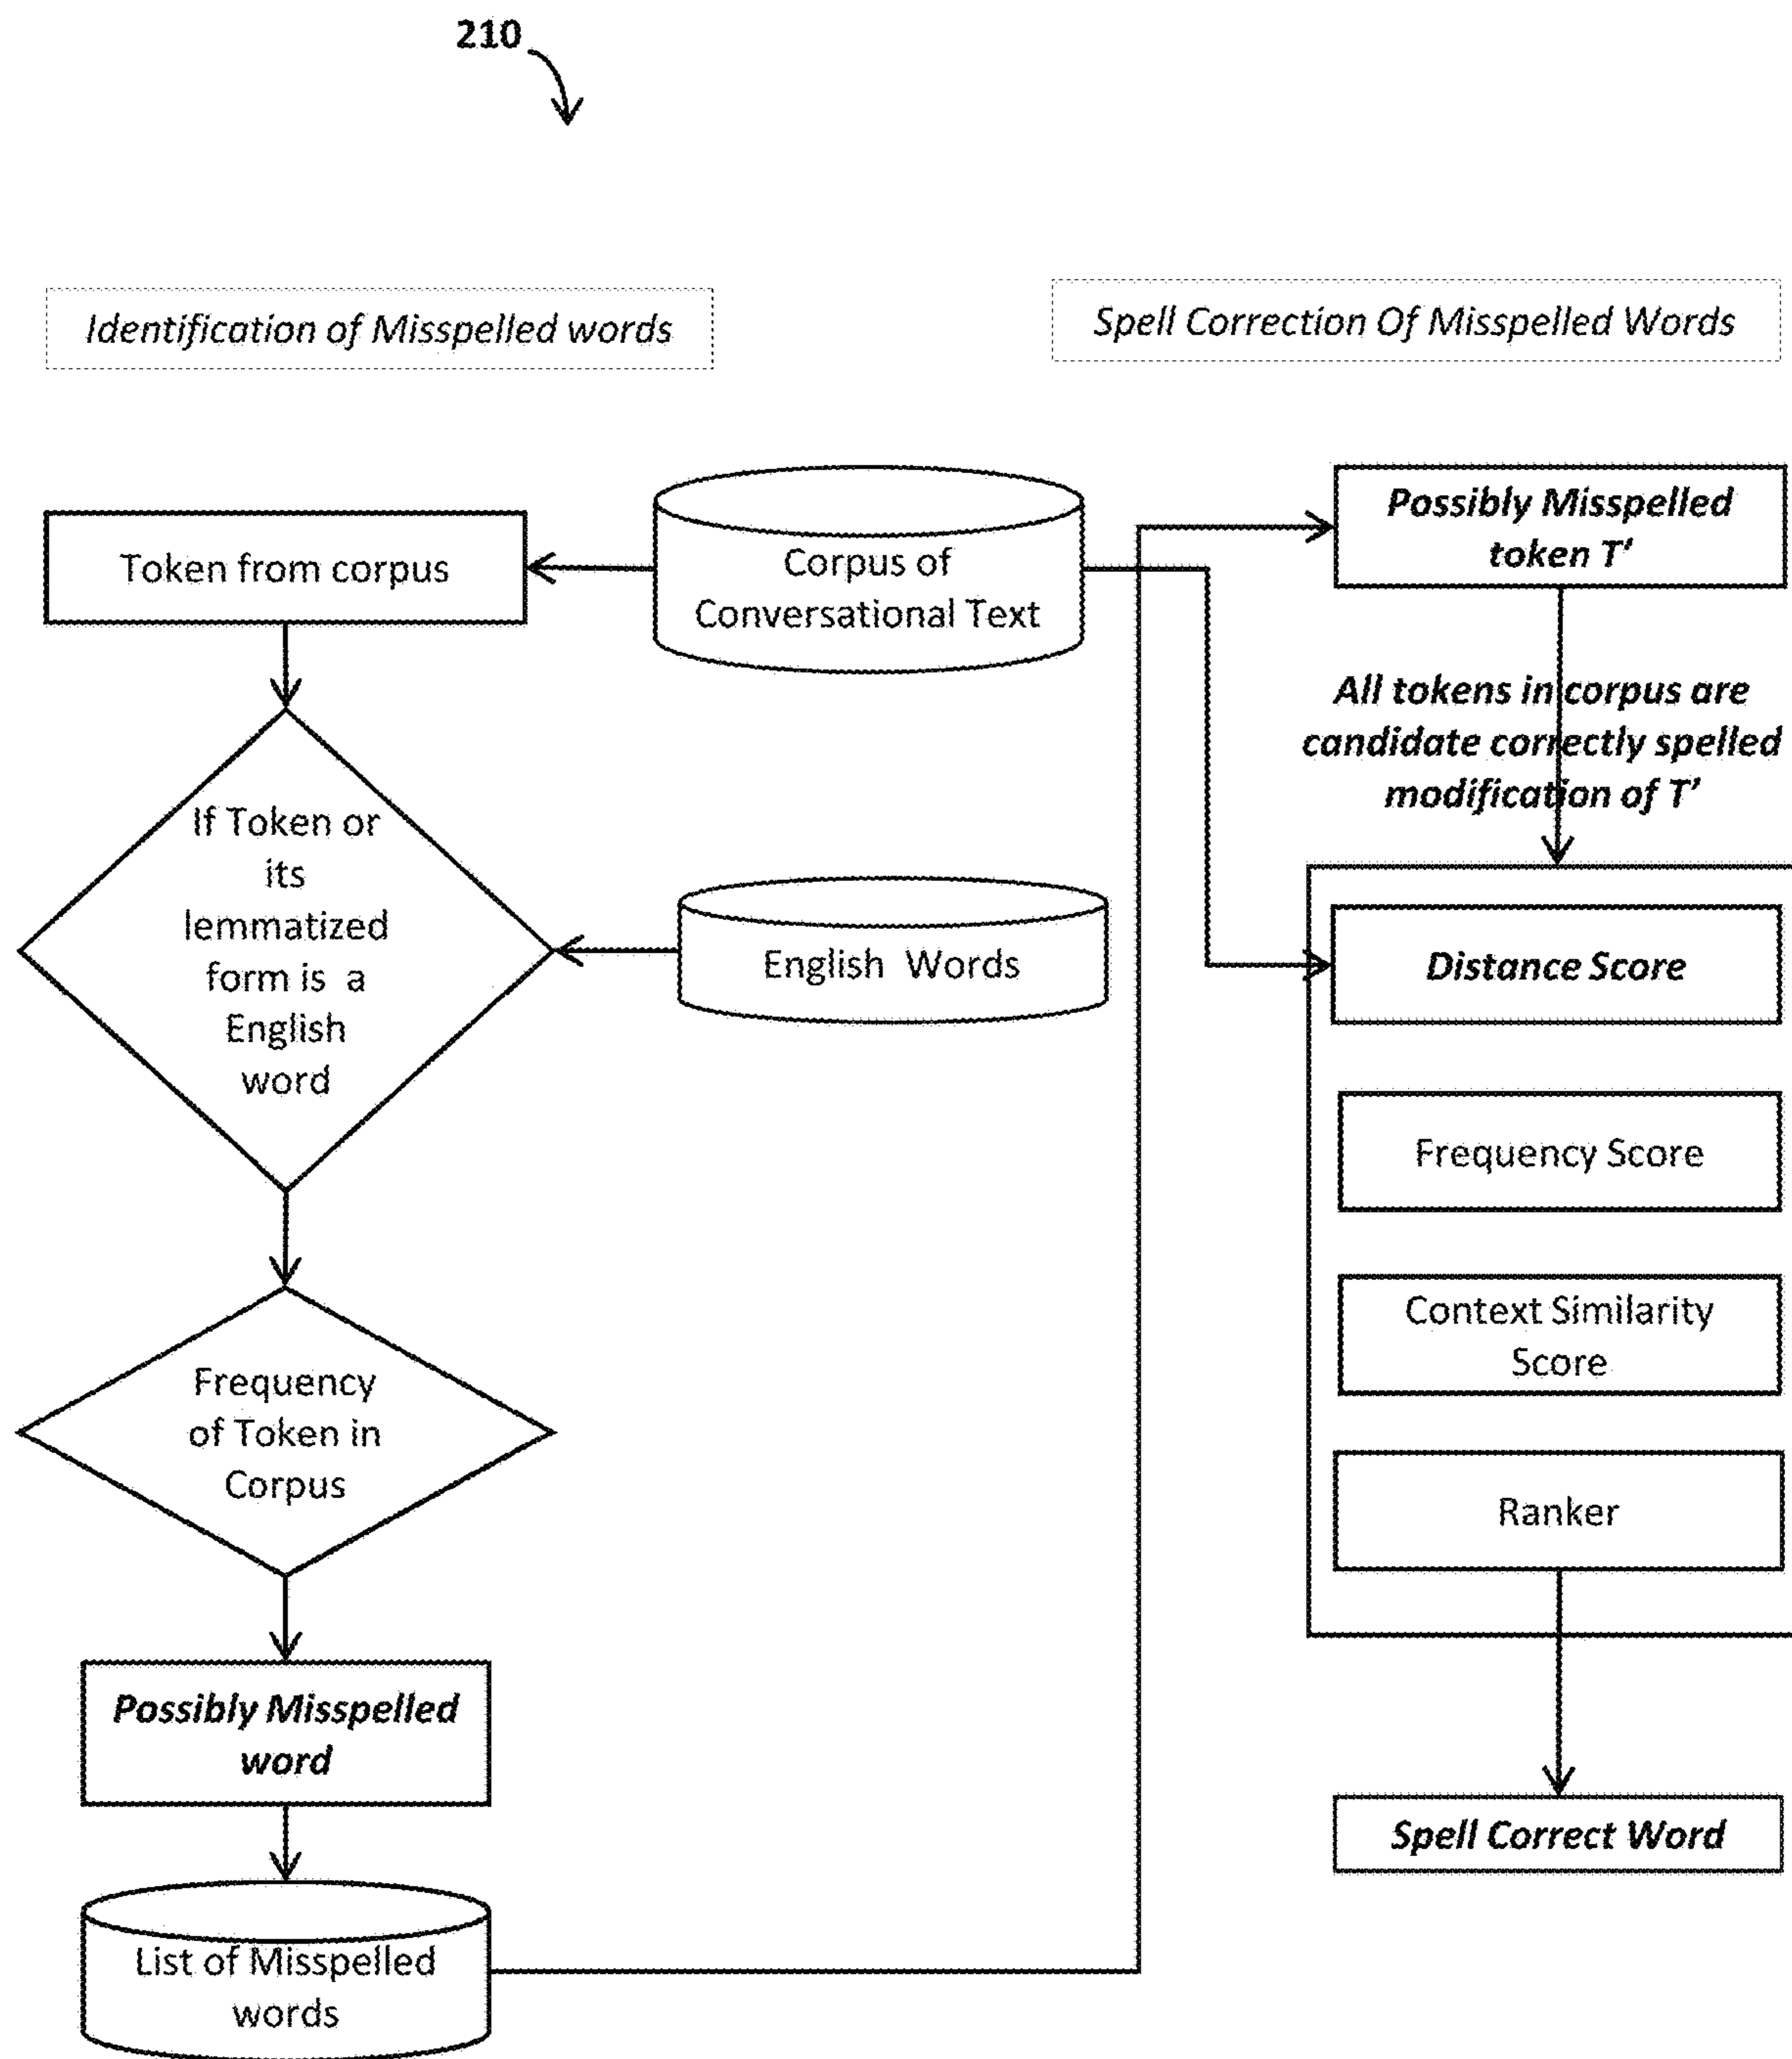 210
Identification of Misspelled words
Spell Correction Of Misspelled Words
Token from corpus
Corpus of
Conversational Text
Possibly Misspelled
token T'
All tokens in corpus are
candidate correctly spelled
modification of T'
If Token or
its
lemmatized
form is a
English
word
English Words
Distance Score
Frequency Score
Context Similarity
Score
Frequency
of Token in
Corpus
Ranker
Possibly Misspelled
word
Spell Correct Word
List of Misspelled
words